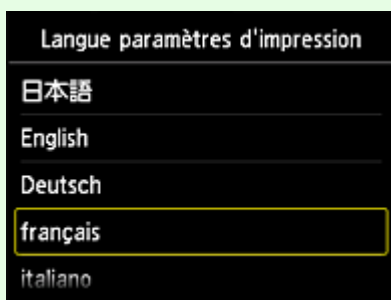 Langue paramètres d'impression
日本語
English
Deutsch
français
italiano